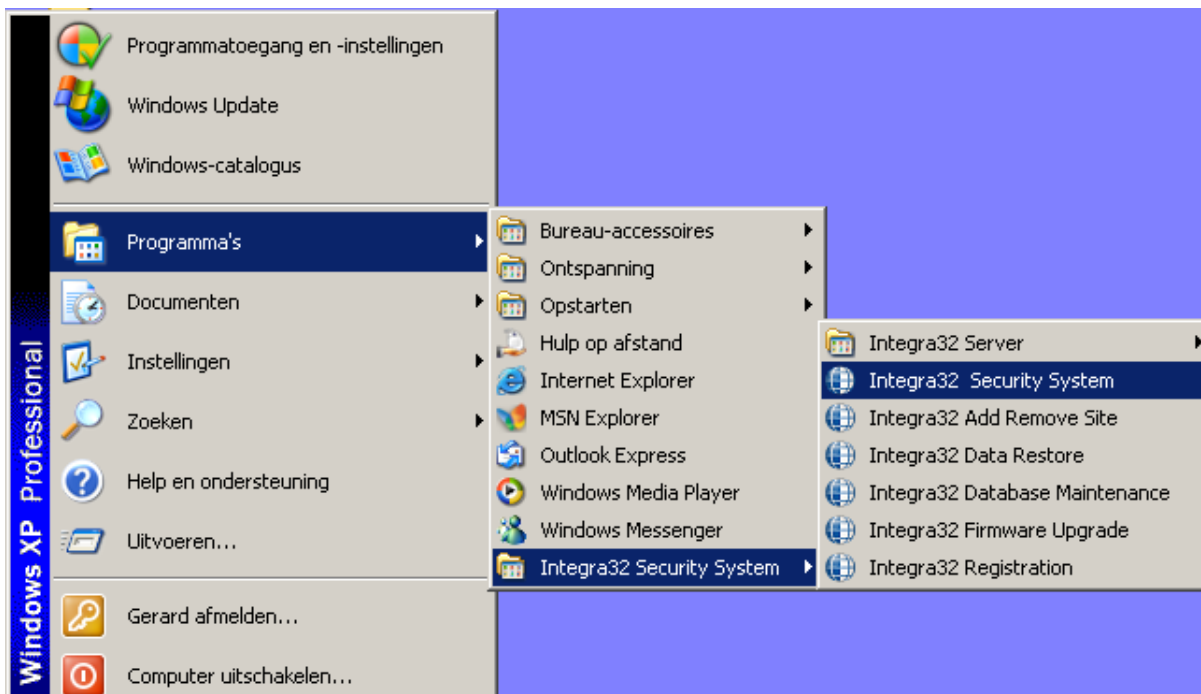 Programmatoegang en -instellingen
Windows Update
Windows-catalogus
Programma's
Documenten
Instellingen
Zoeken
Help en ondersteuning
Uitvoeren...
Gerard afmelden...
Computer uitschakelen...
Windows XP Professional
Bureau-accessoires
Ontspanning
Opstarten
Hulp op afstand
Internet Explorer
MSN Explorer
Outlook Express
Windows Media Player
Windows Messenger
Integra32 Security System
Integra32 Server
Integra32  Security System
Integra32 Add Remove Site
Integra32 Data Restore
Integra32 Database Maintenance
Integra32 Firmware Upgrade
Integra32 Registration